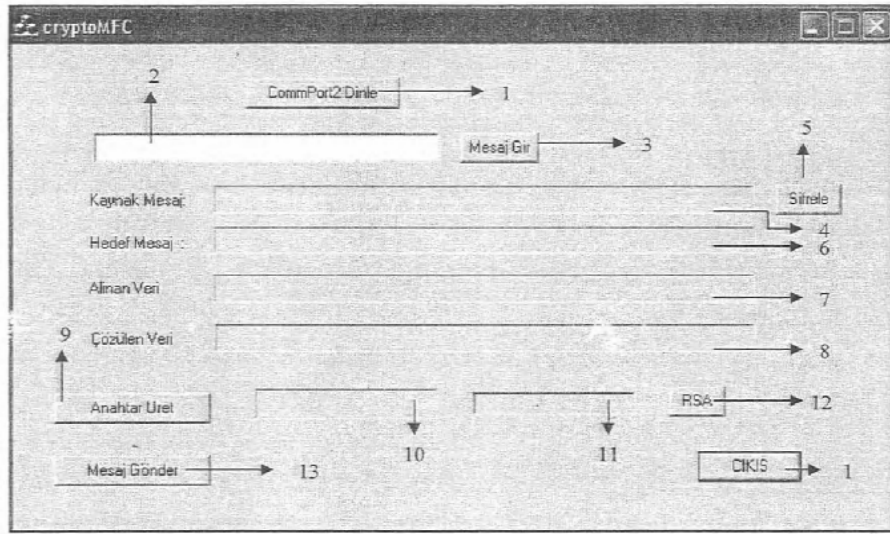 cryptoMFC
2
CommPort2 Dinle
1
5
Mesaj Gir
3
Kaynak Mesaj:
Sifrele
4
Hedef Mesaj :
6
Alinan Veri
7
9
Çözülen Veri
8
Anahtar Uret
RSA
12
10
11
Mesaj Gönder
13
CIKIS
1